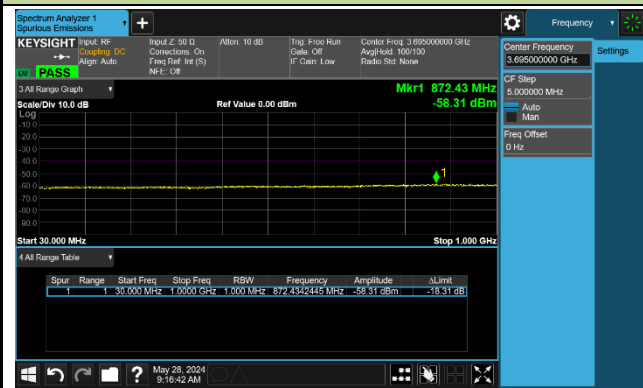 Spectrum Analyzer 1
Spurious Emissions
Frequency
KEYSIGHT
Input: RF
Coupling: DC
Align: Auto
Input Z: 50 Ω
Corrections: On
Freq Ref: Int (S)
NFE: Off
Atten: 10 dB
Trig: Free Run
Gate: Off
IF Gain: Low
Center Freq: 3.695000000 GHz
Avg|Hold: 100/100
Radio Std: None
PASS
Center Frequency
3.695000000 GHz
Settings
CF Step
5.000000 MHz
Auto
Man
Freq Offset
0 Hz
3 All Range Graph
Mkr1 872.43 MHz
-58.31 dBm
Scale/Div 10.0 dB
Ref Value 0.00 dBm
Log
-10.0
-20.0
-30.0
-40.0
-50.0
-60.0
-70.0
-80.0
-90.0
1
Start 30.000 MHz
Stop 1.000 GHz
4 All Range Table
Spur Range Start Freq Stop Freq RBW Frequency Amplitude ΔLimit
1 1 30.000 MHz 1.0000 GHz 1.000 MHz 872.4342445 MHz -58.31 dBm -18.31 dB
May 28, 2024
9:16:42 AM